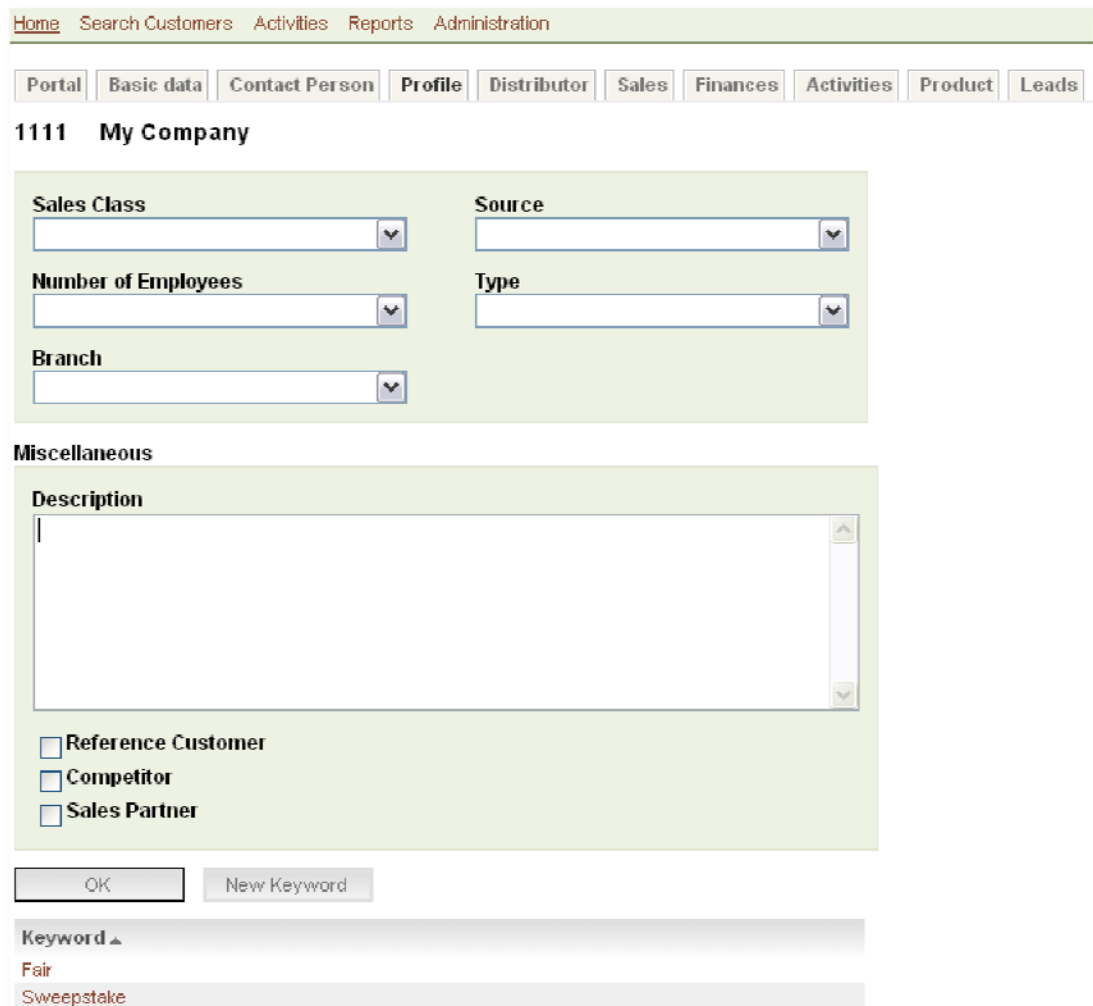 Home Search Customers Activities Reports Administration
Portal Basic data Contact Person Profile Distributor Sales Finances Activities Product Leads
1111 My Company
Sales Class Source
Number of Employees Type
Branch
Miscellaneous
Description
Reference Customer
Competitor
Sales Partner
OK New Keyword
Keyword
Fair
Sweepstake